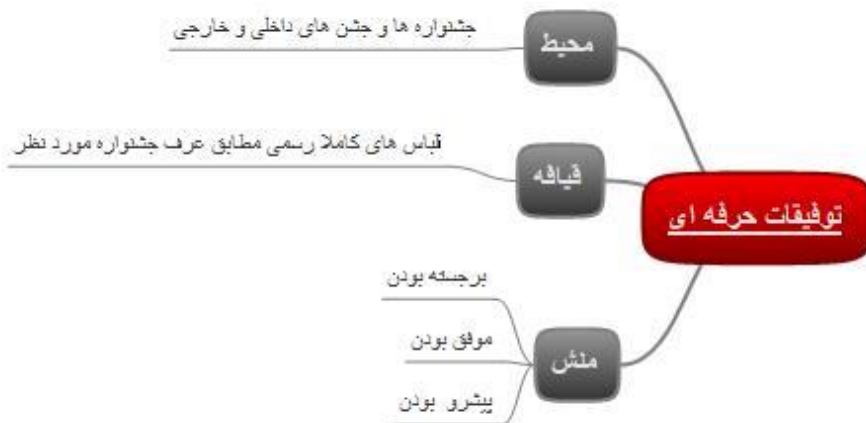 توفیقات حرفه ای
محیط
جشنواره ها و جشن های داخلی و خارجی
قیافه
لباس های کاملا رسمی مطابق عرف جشنواره مورد نظر
منش
برجسته بودن
موفق بودن
پیشرو بودن